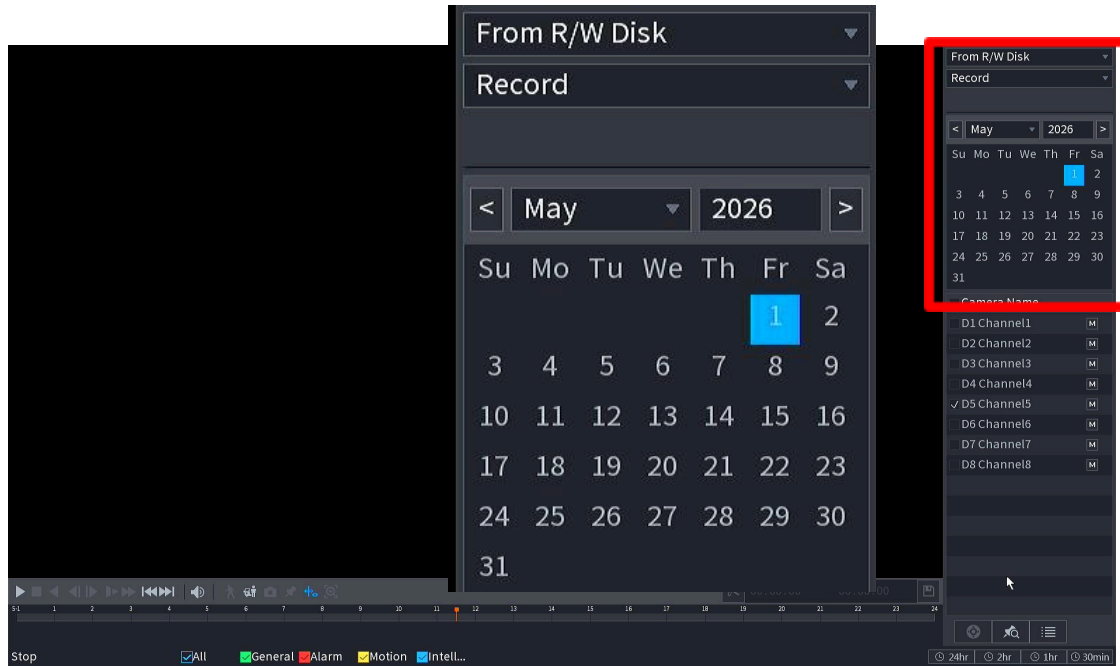 From R/W Disk
Record
< May 2026 >
Su Mo Tu We Th Fr Sa
1 2
3 4 5 6 7 8 9
10 11 12 13 14 15 16
17 18 19 20 21 22 23
24 25 26 27 28 29 30
31
From R/W Disk
Record
< May 2026 >
Su Mo Tu We Th Fr Sa
1 2
3 4 5 6 7 8 9
10 11 12 13 14 15 16
17 18 19 20 21 22 23
24 25 26 27 28 29 30
31
Camera Name
D1 Channel1 M
D2 Channel2 M
D3 Channel3 M
D4 Channel4 M
D5 Channel5 M
D6 Channel6 M
D7 Channel7 M
D8 Channel8 M
5-1 1 2 3 4 5 6 7 8 9 10 11 12 13 14 15 16 17 18 19 20 21 22 23 24
Stop All General Alarm Motion Intell...
24hr 2hr 1hr 30min